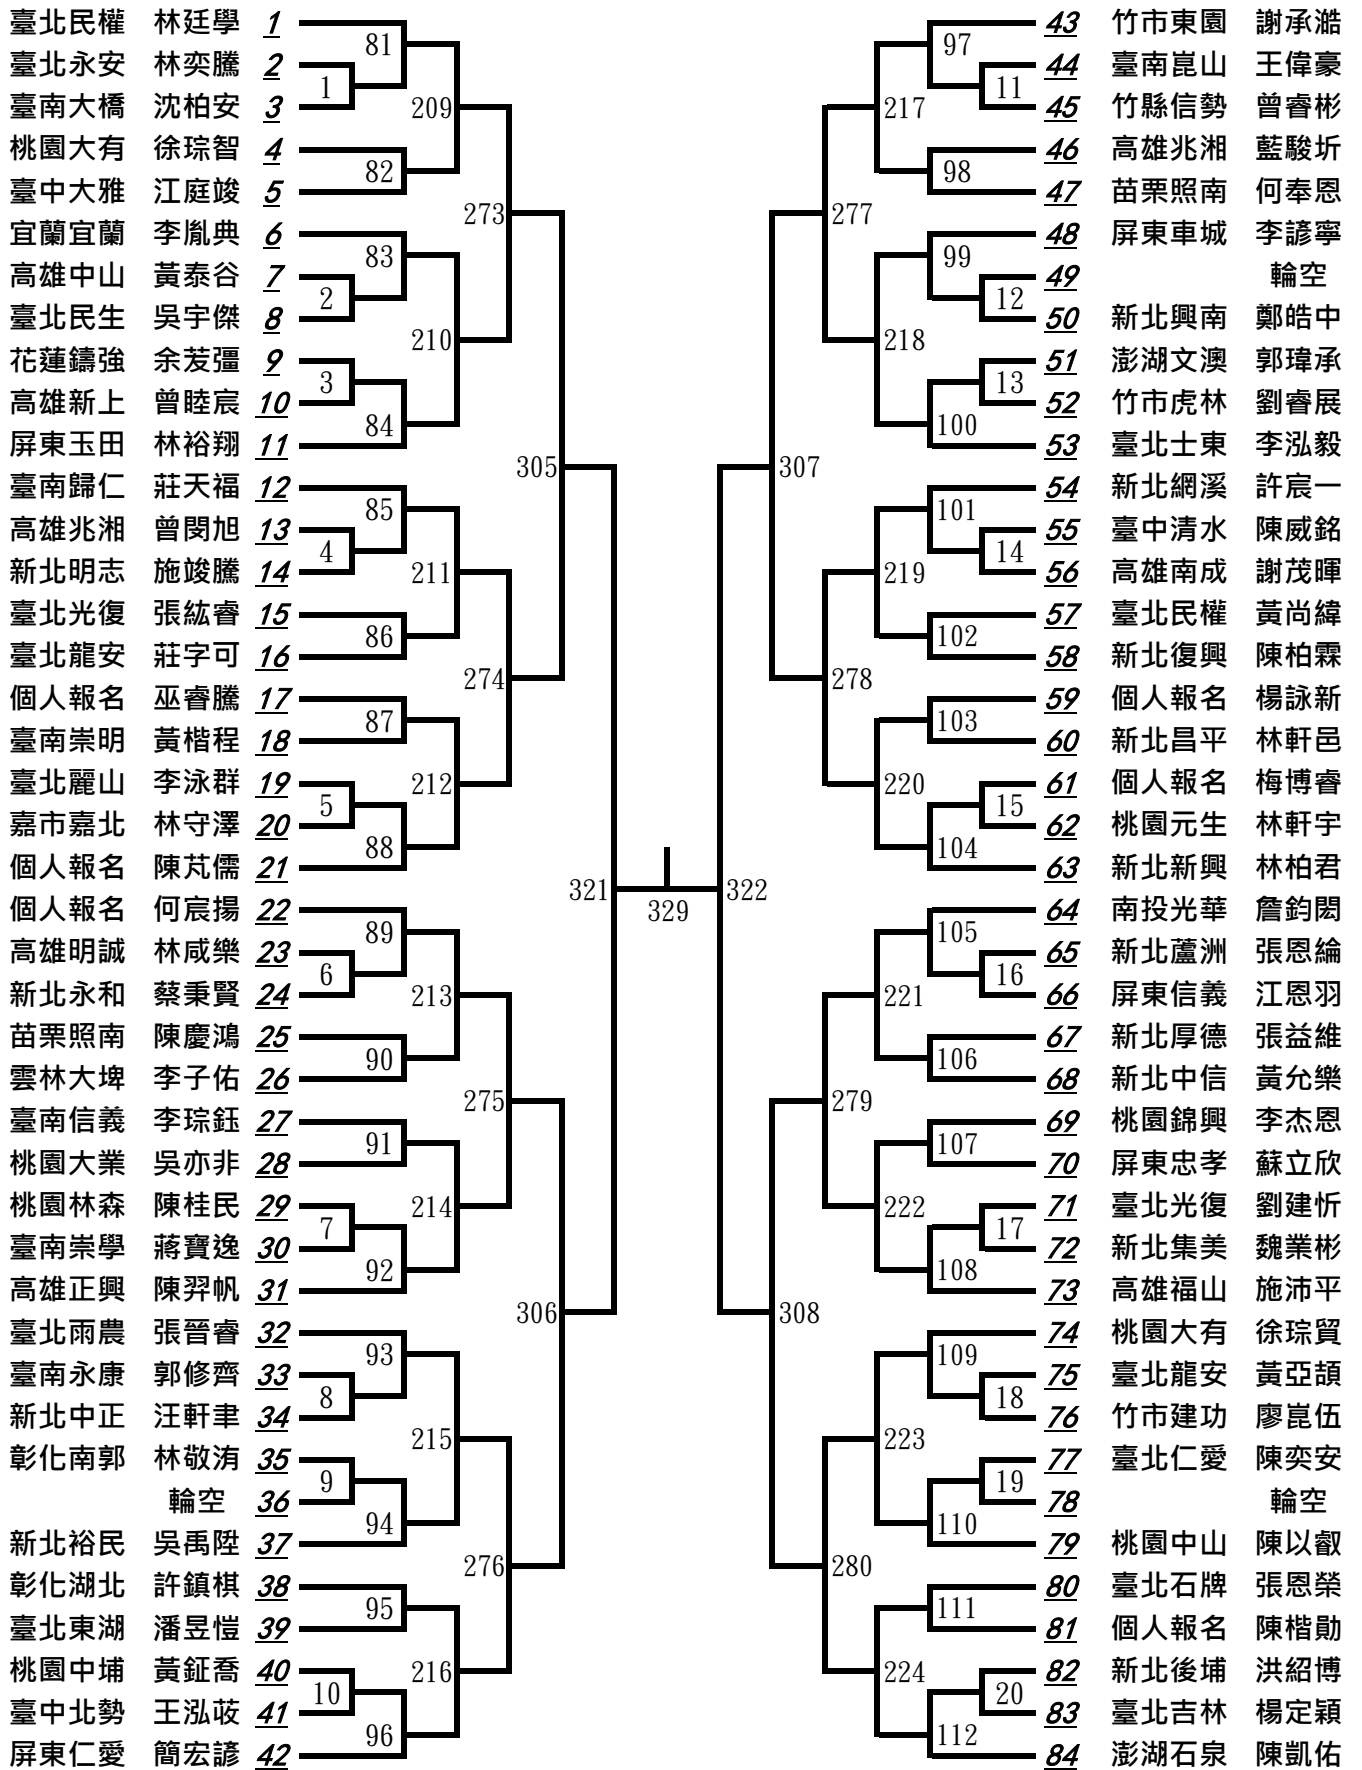 臺北民權 林廷學 1
臺北永安 林奕騰 2
臺南大橋 沈柏安 3
桃園大有 徐琮智 4
臺中大雅 江庭竣 5
宜蘭宜蘭 李胤典 6
高雄中山 黃泰谷 7
臺北民生 吳宇傑 8
花蓮鑄強 余苃彊 9
高雄新上 曾睦宸 10
屏東玉田 林裕翔 11
臺南歸仁 莊天福 12
高雄兆湘 曾閔旭 13
新北明志 施竣騰 14
臺北光復 張紘睿 15
臺北龍安 莊字可 16
個人報名 巫睿騰 17
臺南崇明 黃楷程 18
臺北麗山 李泳群 19
嘉市嘉北 林守澤 20
個人報名 陳芃儒 21
個人報名 何宸揚 22
高雄明誠 林咸樂 23
新北永和 蔡秉賢 24
苗栗照南 陳慶鴻 25
雲林大埤 李子佑 26
臺南信義 李琮鈺 27
桃園大業 吳亦非 28
桃園林森 陳桂民 29
臺南崇學 蔣寶逸 30
高雄正興 陳羿帆 31
臺北雨農 張晉睿 32
臺南永康 郭修齊 33
新北中正 汪軒聿 34
彰化南郭 林敬洧 35
輪空 36
新北裕民 吳禹陞 37
彰化湖北 許鎮棋 38
臺北東湖 潘昱愷 39
桃園中埔 黃鉦喬 40
臺中北勢 王泓荍 41
屏東仁愛 簡宏諺 42
81
1
209
82
273
83
2
210
3
84
305
85
4
211
86
274
87
212
5
88
321
89
6
213
90
275
91
214
7
92
306
93
8
215
9
94
276
95
216
10
96
329
322
97
11
217
98
277
99
12
218
13
100
307
101
14
219
102
278
103
220
15
104
105
16
221
106
279
107
222
17
108
308
109
18
223
19
110
280
111
224
20
112
43 竹市東園 謝承澔
44 臺南崑山 王偉豪
45 竹縣信勢 曾睿彬
46 高雄兆湘 藍駿圻
47 苗栗照南 何奉恩
48 屏東車城 李諺寧
49 輪空
50 新北興南 鄭皓中
51 澎湖文澳 郭瑋承
52 竹市虎林 劉睿展
53 臺北士東 李泓毅
54 新北網溪 許宸一
55 臺中清水 陳威銘
56 高雄南成 謝茂暉
57 臺北民權 黃尚緯
58 新北復興 陳柏霖
59 個人報名 楊詠新
60 新北昌平 林軒邑
61 個人報名 梅博睿
62 桃園元生 林軒宇
63 新北新興 林柏君
64 南投光華 詹鈞閎
65 新北蘆洲 張恩綸
66 屏東信義 江恩羽
67 新北厚德 張益維
68 新北中信 黃允樂
69 桃園錦興 李杰恩
70 屏東忠孝 蘇立欣
71 臺北光復 劉建忻
72 新北集美 魏業彬
73 高雄福山 施沛平
74 桃園大有 徐琮貿
75 臺北龍安 黃亞頡
76 竹市建功 廖崑伍
77 臺北仁愛 陳奕安
78 輪空
79 桃園中山 陳以叡
80 臺北石牌 張恩榮
81 個人報名 陳楷勛
82 新北後埔 洪紹博
83 臺北吉林 楊定穎
84 澎湖石泉 陳凱佑